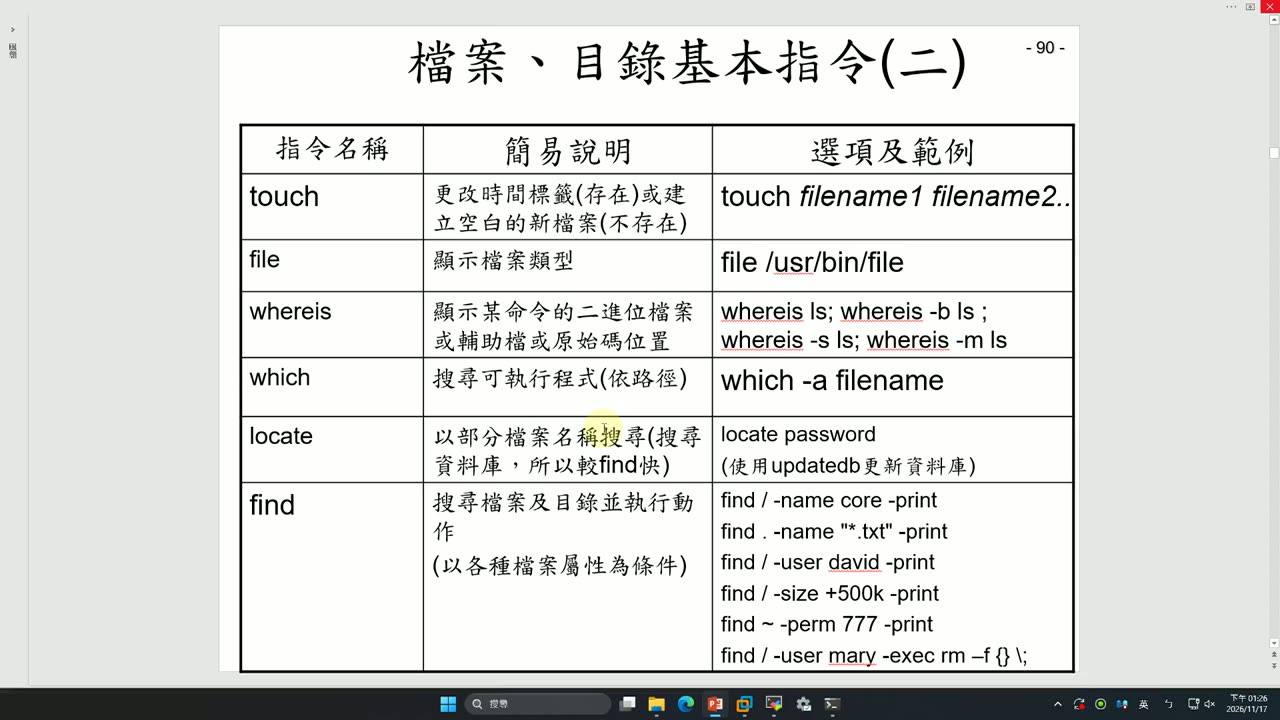 - 90 -
檔案、目錄基本指令(二)
指令名稱
簡易說明
選項及範例
touch
更改時間標籤(存在)或建
立空白的新檔案(不存在)
touch filename1 filename2..
file
顯示檔案類型
file /usr/bin/file
whereis
顯示某命令的二進位檔案
或輔助檔或原始碼位置
whereis ls; whereis -b ls ;
whereis -s ls; whereis -m ls
which
搜尋可執行程式(依路徑)
which -a filename
locate
以部分檔案名稱搜尋(搜尋
資料庫，所以較find快)
locate password
(使用updatedb更新資料庫)
find
搜尋檔案及目錄並執行動
作
(以各種檔案屬性為條件)
find / -name core -print
find . -name "*.txt" -print
find / -user david -print
find / -size +500k -print
find ~ -perm 777 -print
find / -user mary -exec rm –f {} \;
搜尋
英
ㄅ
下午 01:26
2026/11/17